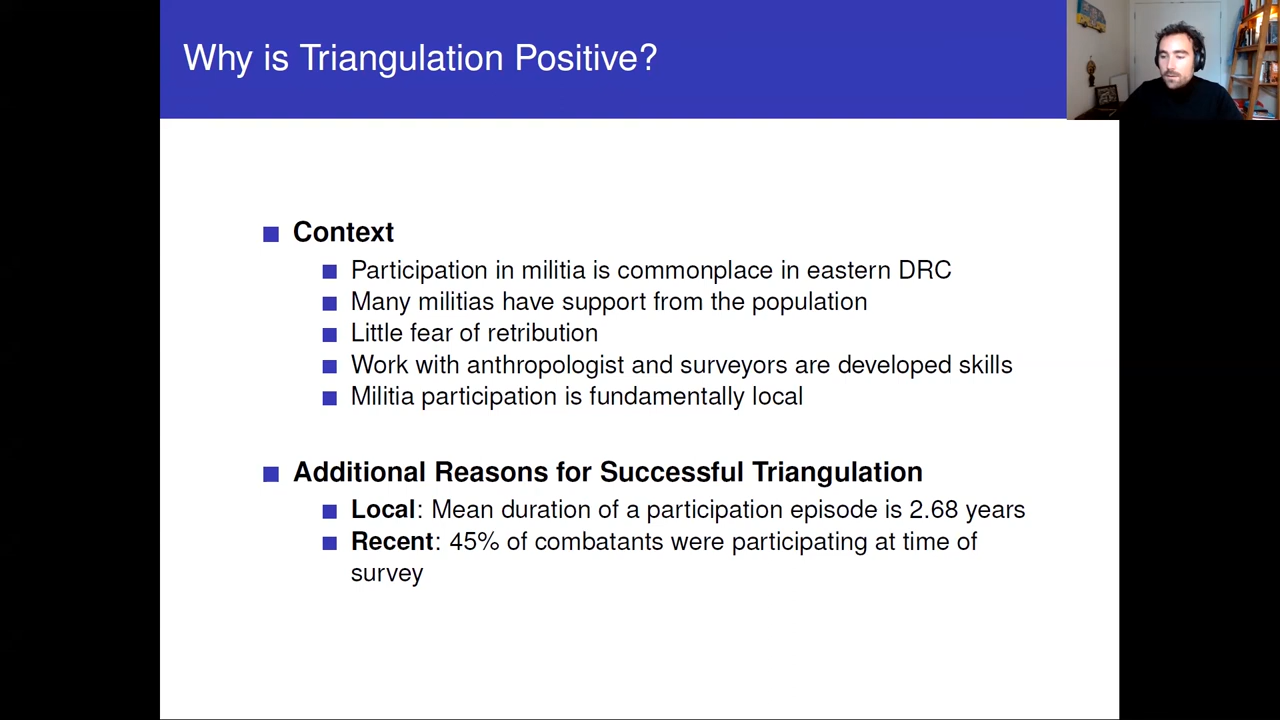 Why is Triangulation Positive?
Context
Participation in militia is commonplace in eastern DRC
Many militias have support from the population
Little fear of retribution
Work with anthropologist and surveyors are developed skills
Militia participation is fundamentally local
Additional Reasons for Successful Triangulation
Local: Mean duration of a participation episode is 2.68 years
Recent: 45% of combatants were participating at time of
survey